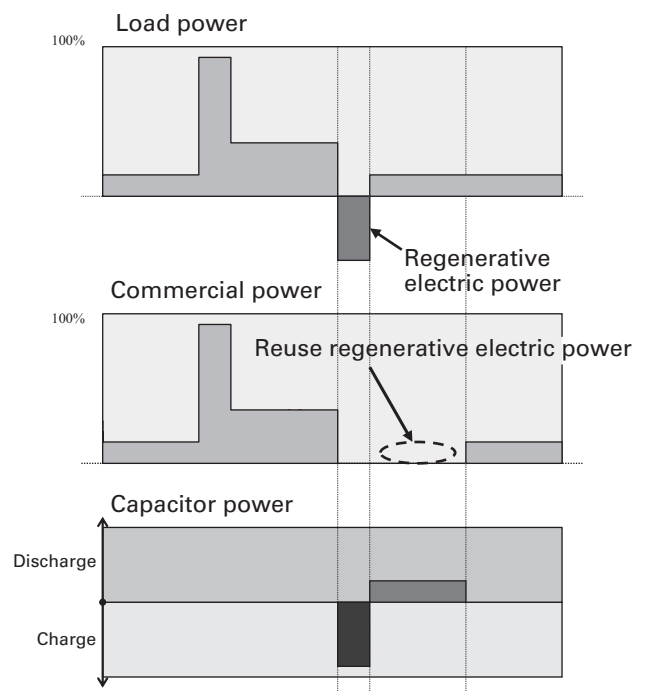 Load power
100%
Regenerative
electric power
Commercial power
100%
Reuse regenerative electric power
Capacitor power
Discharge
Charge